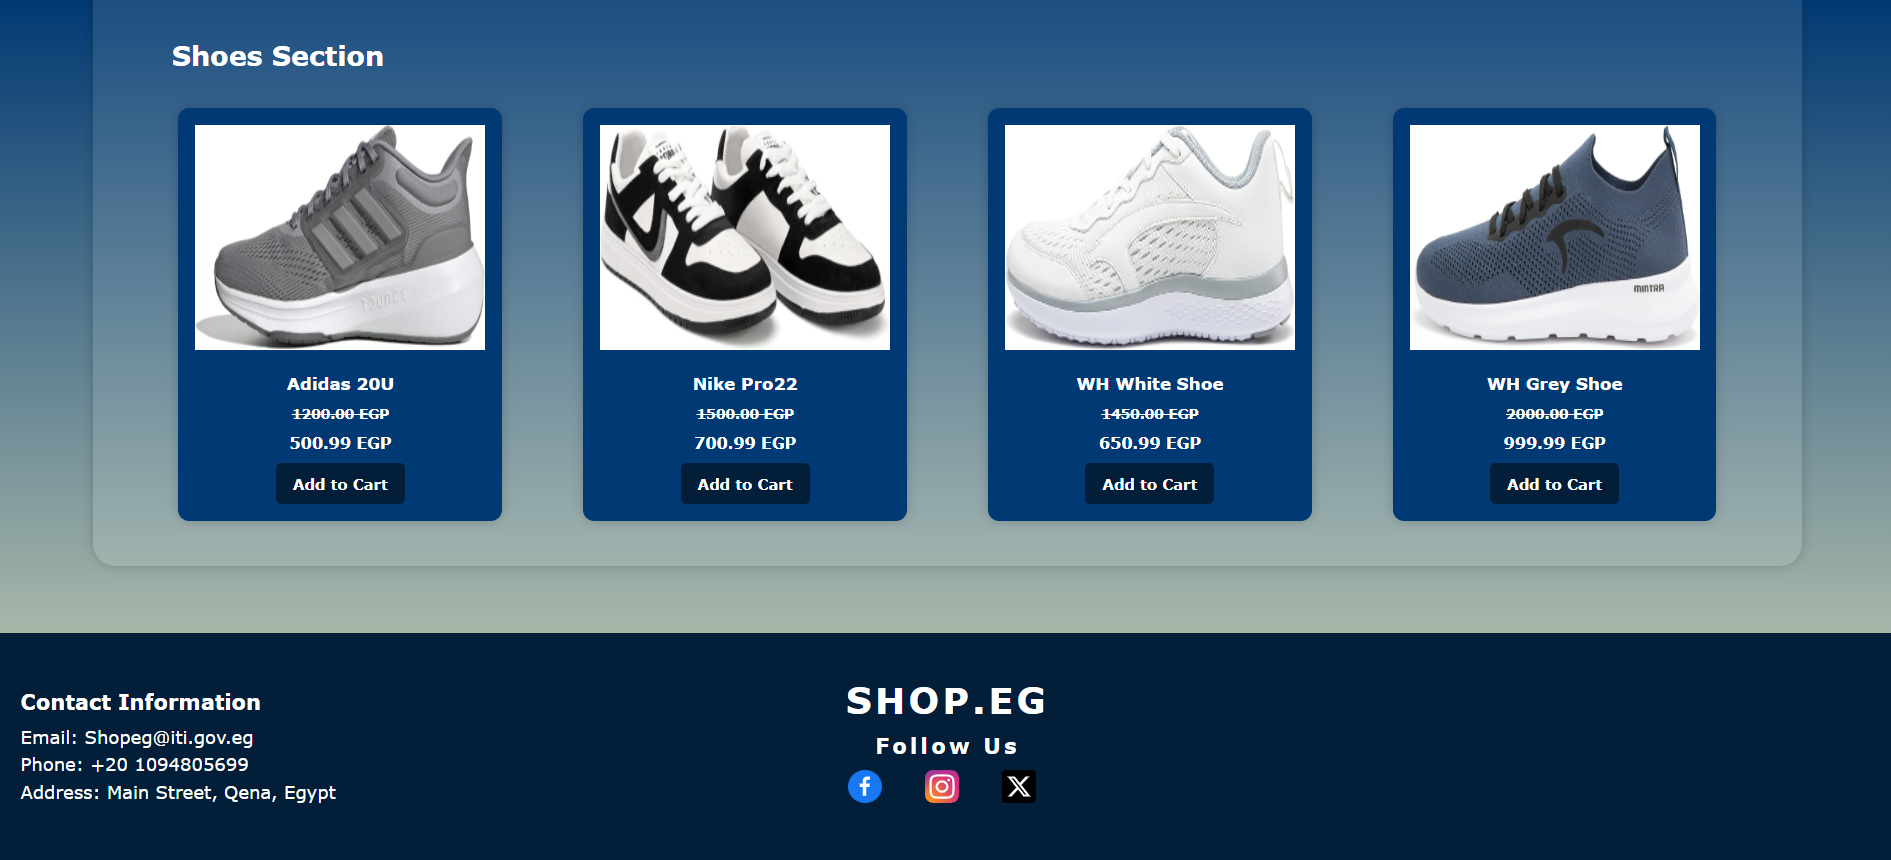 Shoes Section
Adidas 20U
1200.00 EGP
500.99 EGP
Add to Cart
Nike Pro22
1500.00 EGP
700.99 EGP
Add to Cart
WH White Shoe
1450.00 EGP
650.99 EGP
Add to Cart
MINTRA
WH Grey Shoe
2000.00 EGP
999.99 EGP
Add to Cart
Contact Information
Email: Shopeg@iti.gov.eg
Phone: +20 1094805699
Address: Main Street, Qena, Egypt
SHOP.EG
Follow Us